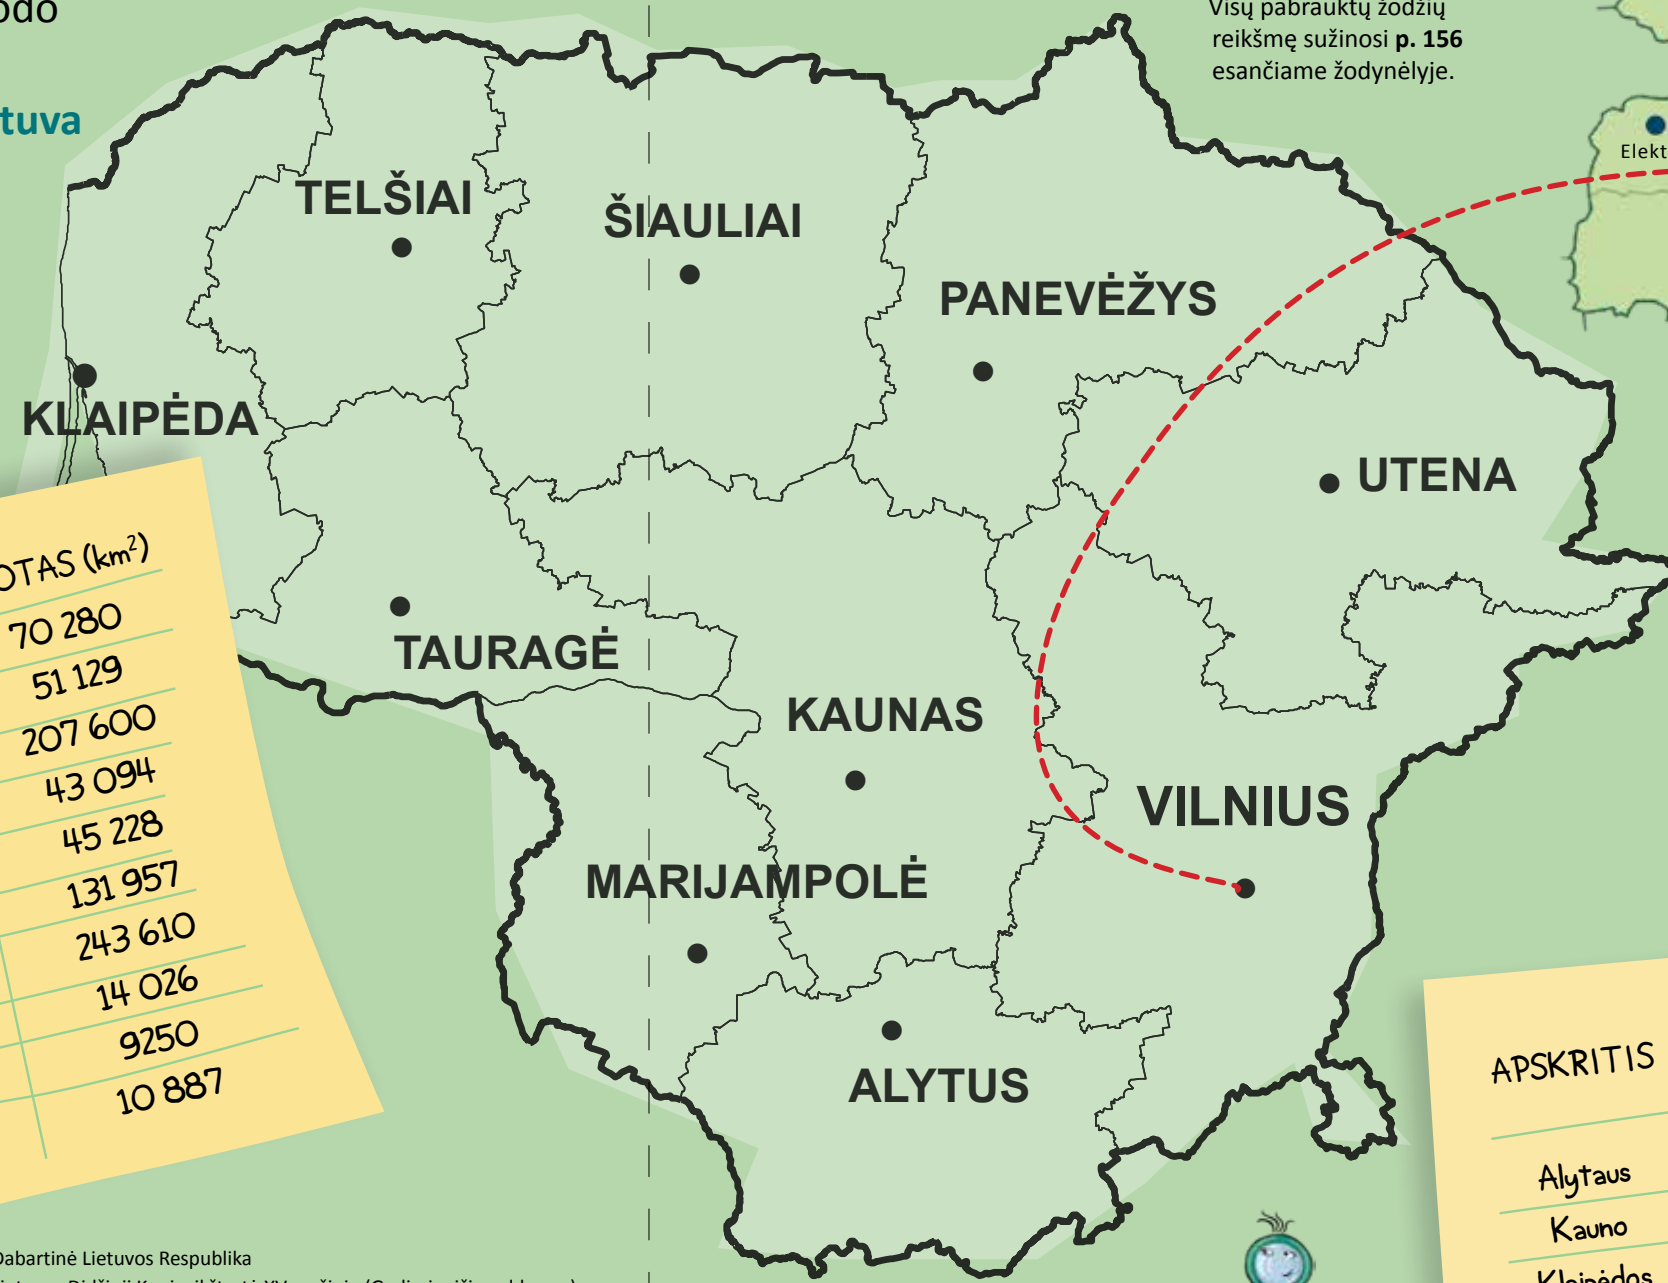 Visų pabrauktų žodžių
reikšmę sužinosi p. 156
esančiame žodynėlyje.
TELŠIAI
ŠIAULIAI
PANEVĖŽYS
KLAIPĖDA
UTENA
TAURAGĖ
KAUNAS
VILNIUS
MARIJAMPOLĖ
ALYTUS
(km²)
70 280
51 129
207 600
43 094
45 228
131 957
243 610
14 026
9250
10 887
APSKRITIS
Alytaus
Kauno
Klaipėdos
Dabartinė Lietuvos Respublika